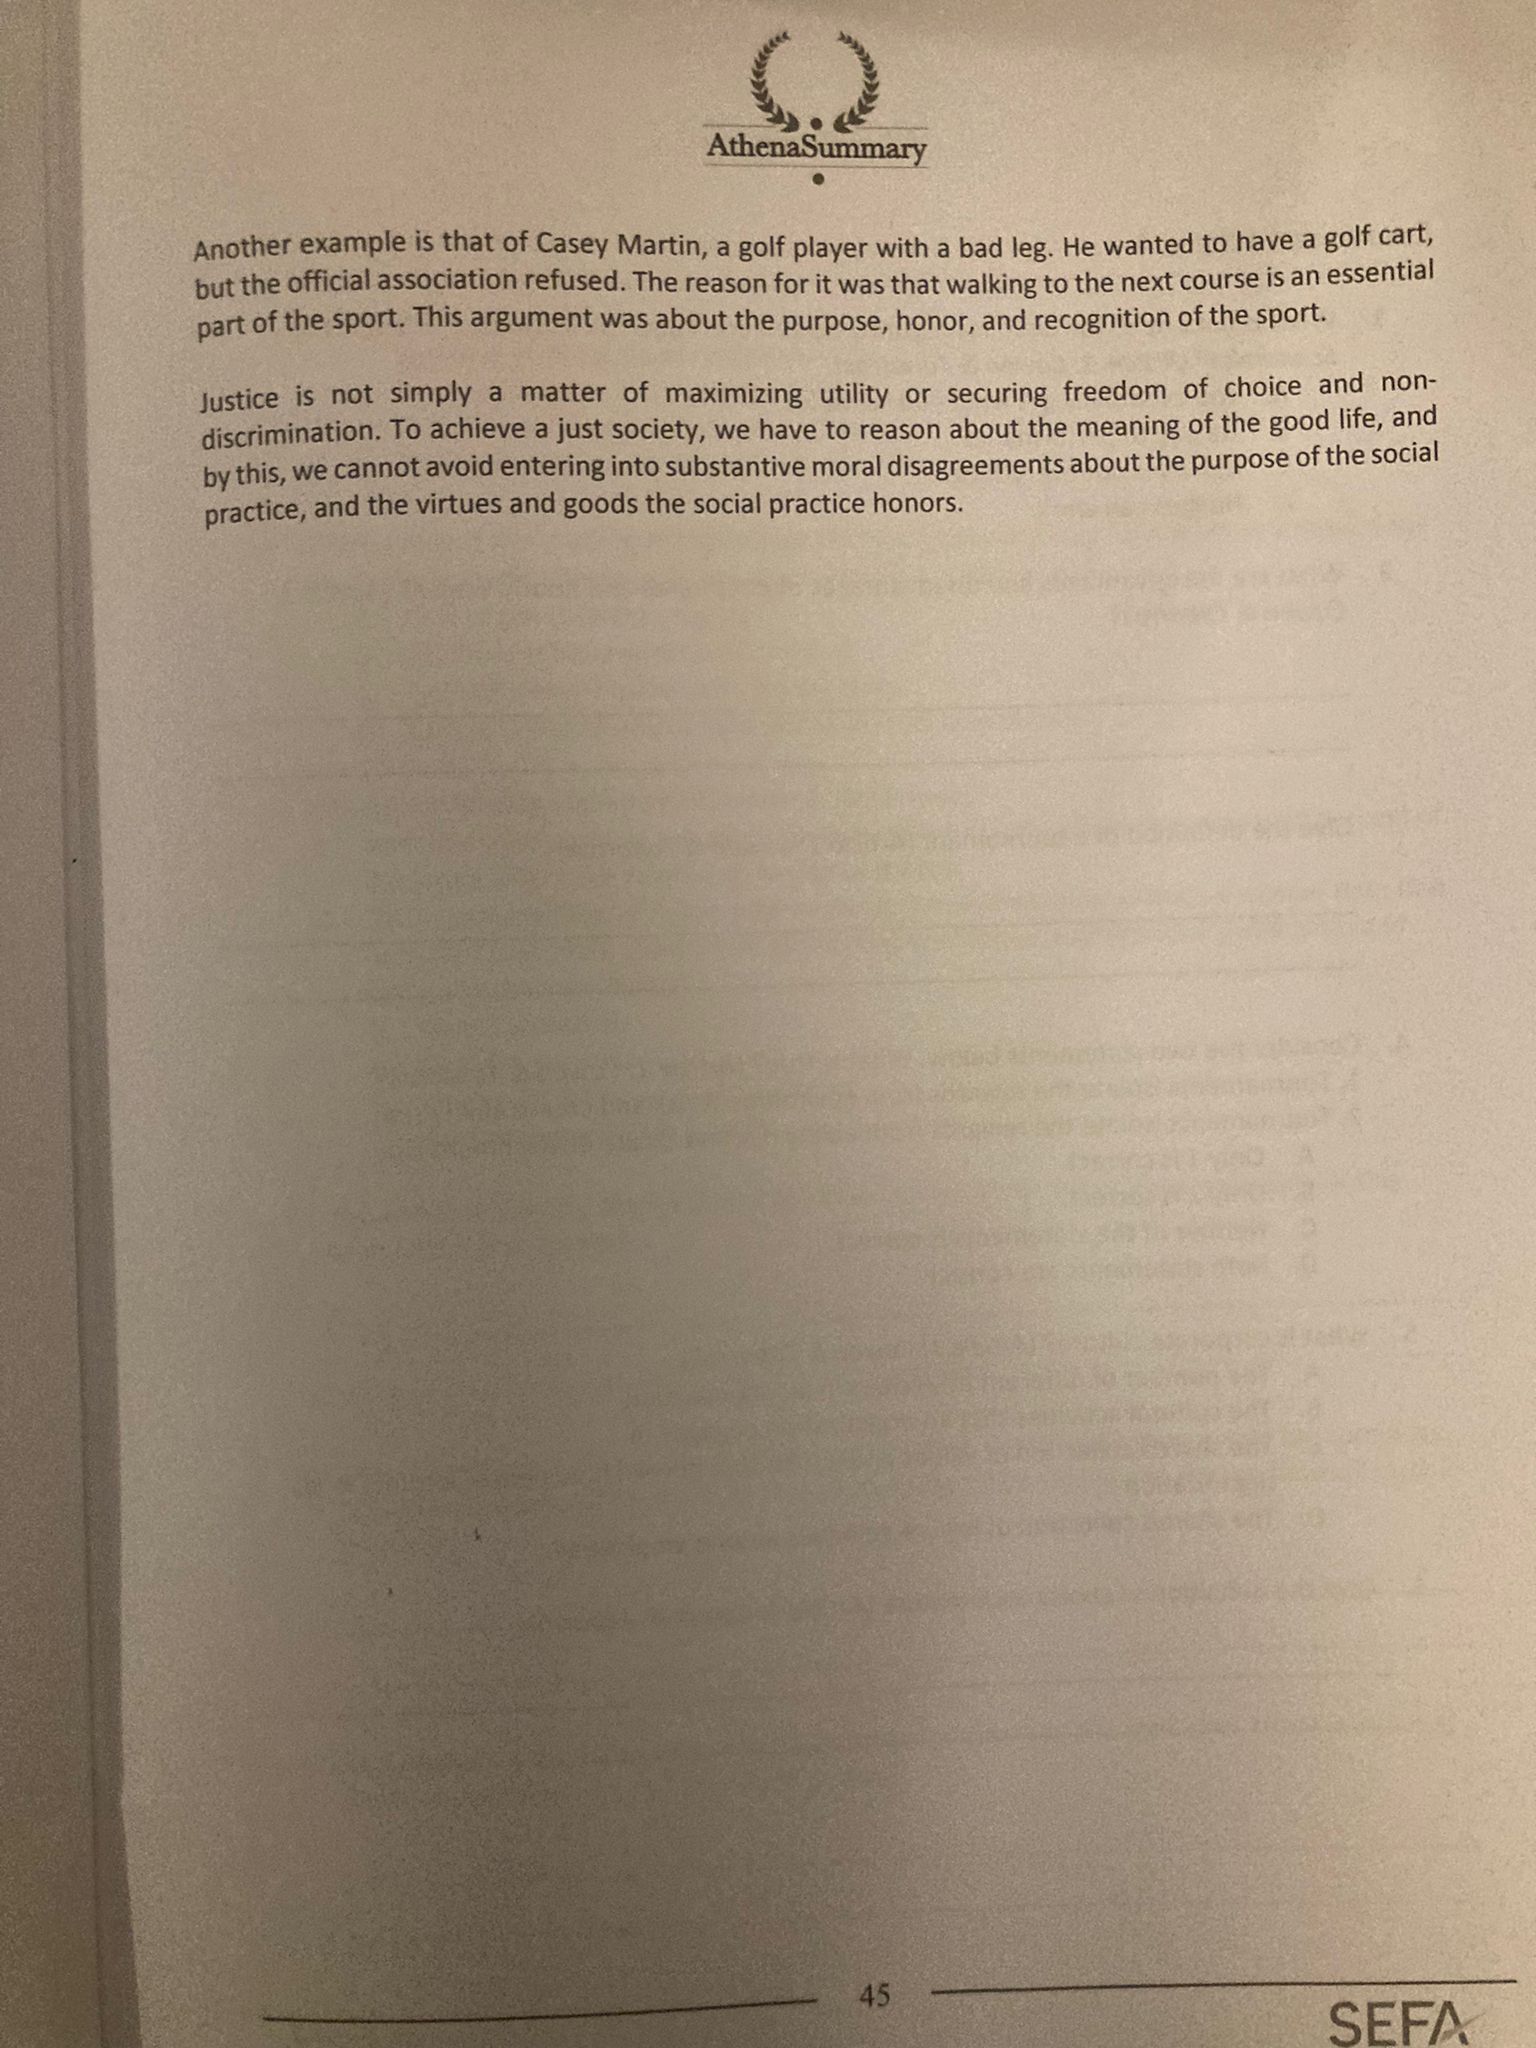 AthenaSummary
Another example is that of Casey Martin, a golf player with a bad leg. He wanted to have a golf cart,
but the official association refused. The reason for it was that walking to the next course is an essential
part of the sport. This argument was about the purpose, honor, and recognition of the sport.
Justice is not simply a matter of maximizing utility or securing freedom of choice and non-
discrimination. To achieve a just society, we have to reason about the meaning of the good life, and
by this, we cannot avoid entering into substantive moral disagreements about the purpose of the social
practice, and the virtues and goods the social practice honors.
45
SEFA